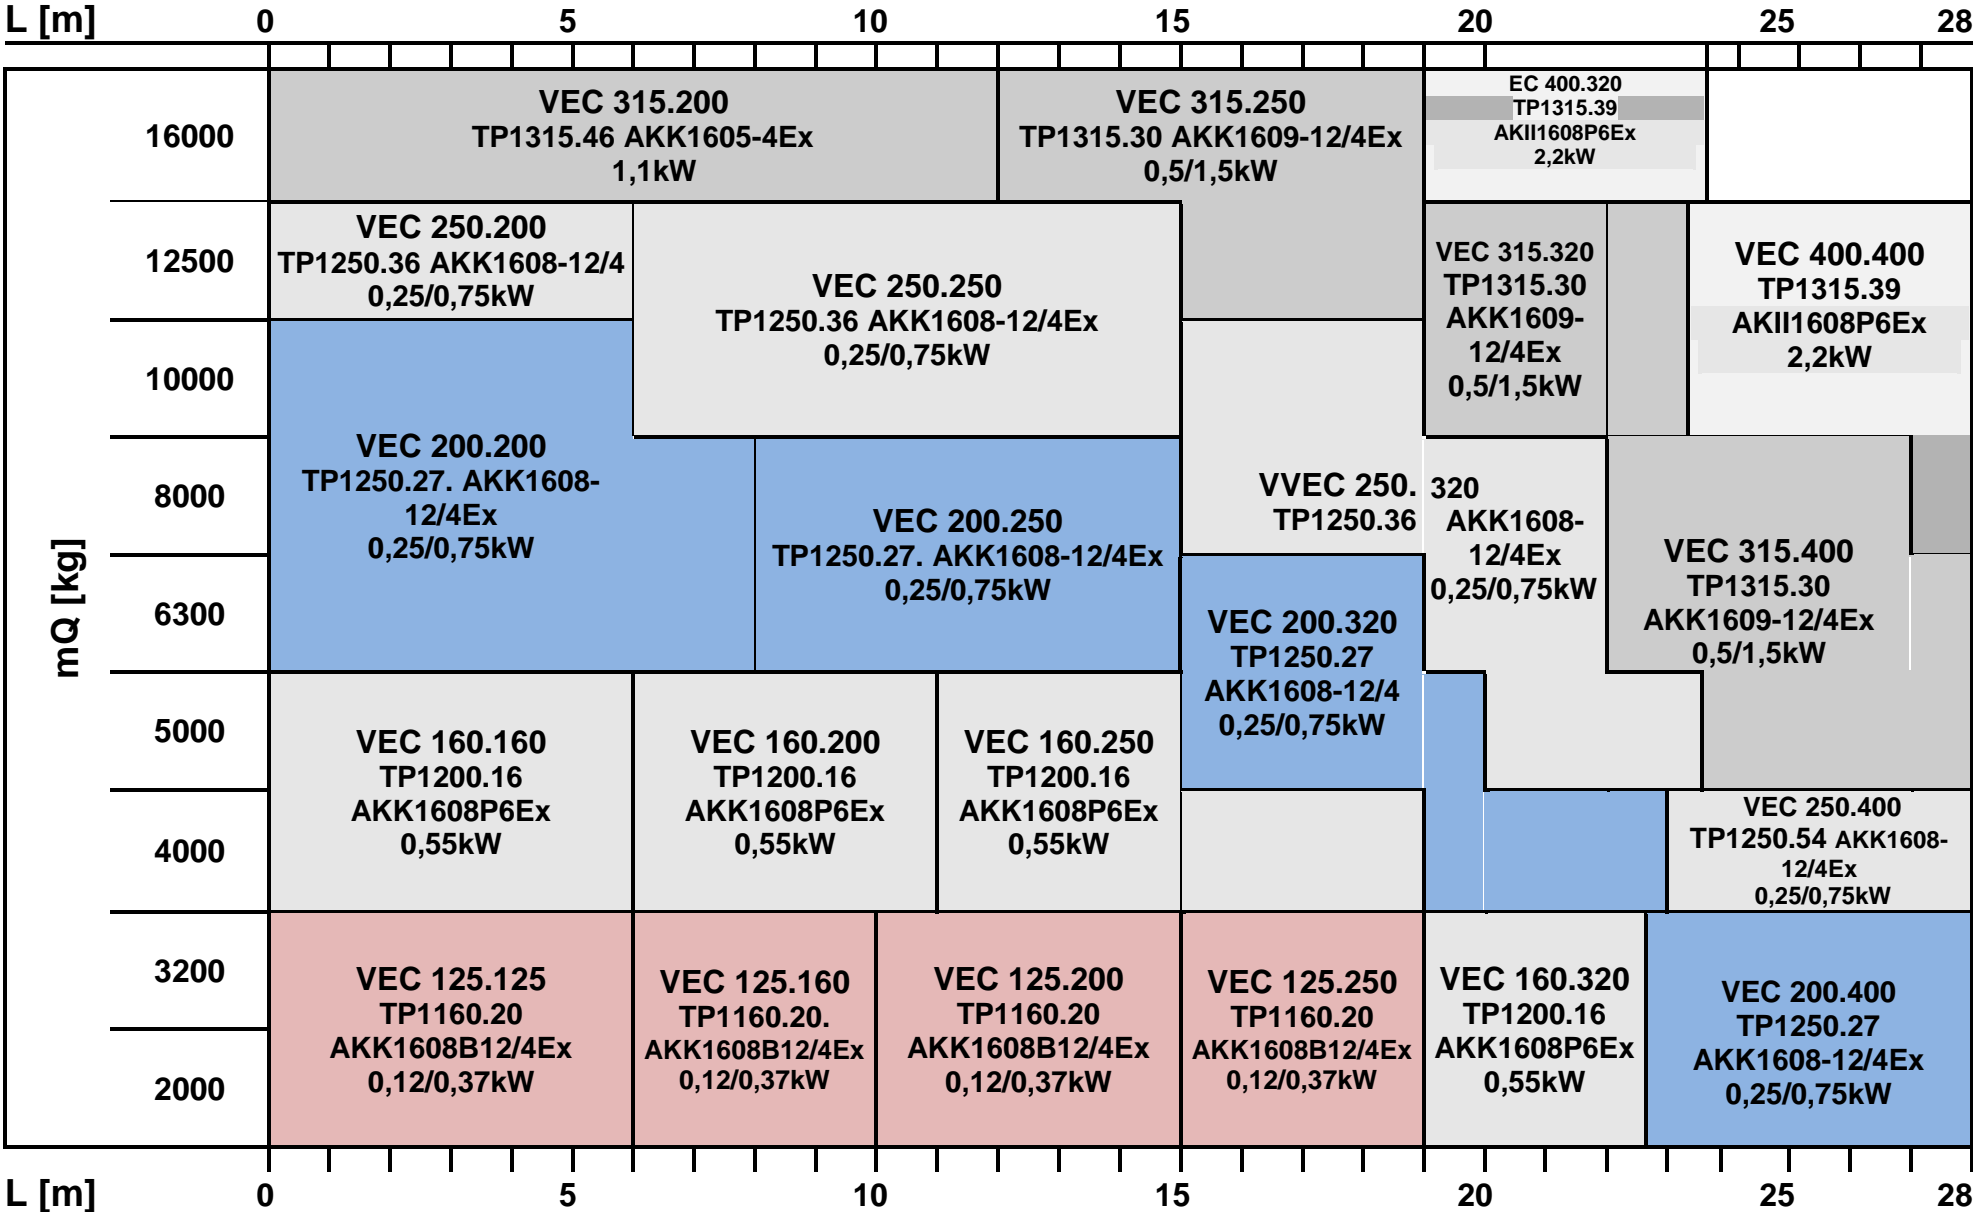 L [m] 0 5 10 15 20 25 28
16000
VEC 315.200
TP1315.46 AKK1605-4Ex
1,1kW
VEC 315.250
TP1315.30 AKK1609-12/4Ex
0,5/1,5kW
EC 400.320
TP1315.39
AKII1608P6Ex
2,2kW
12500
VEC 250.200
TP1250.36 AKK1608-12/4
0,25/0,75kW
VEC 250.250
TP1250.36 AKK1608-12/4Ex
0,25/0,75kW
VEC 315.320
TP1315.30
AKK1609-
12/4Ex
0,5/1,5kW
VEC 400.400
TP1315.39
AKII1608P6Ex
2,2kW
10000
VEC 200.200
TP1250.27. AKK1608-
12/4Ex
0,25/0,75kW
8000
VEC 200.250
TP1250.27. AKK1608-12/4Ex
0,25/0,75kW
VVEC 250. 320
TP1250.36 AKK1608-
12/4Ex
0,25/0,75kW
VEC 315.400
TP1315.30
AKK1609-12/4Ex
0,5/1,5kW
mQ [kg]
6300
VEC 200.320
TP1250.27
AKK1608-12/4
0,25/0,75kW
5000
VEC 160.160
TP1200.16
AKK1608P6Ex
0,55kW
VEC 160.200
TP1200.16
AKK1608P6Ex
0,55kW
VEC 160.250
TP1200.16
AKK1608P6Ex
0,55kW
4000
VEC 250.400
TP1250.54 AKK1608-
12/4Ex
0,25/0,75kW
3200
VEC 125.125
TP1160.20
AKK1608B12/4Ex
0,12/0,37kW
VEC 125.160
TP1160.20.
AKK1608B12/4Ex
0,12/0,37kW
VEC 125.200
TP1160.20
AKK1608B12/4Ex
0,12/0,37kW
VEC 125.250
TP1160.20
AKK1608B12/4Ex
0,12/0,37kW
VEC 160.320
TP1200.16
AKK1608P6Ex
0,55kW
VEC 200.400
TP1250.27
AKK1608-12/4Ex
0,25/0,75kW
2000
L [m] 0 5 10 15 20 25 28